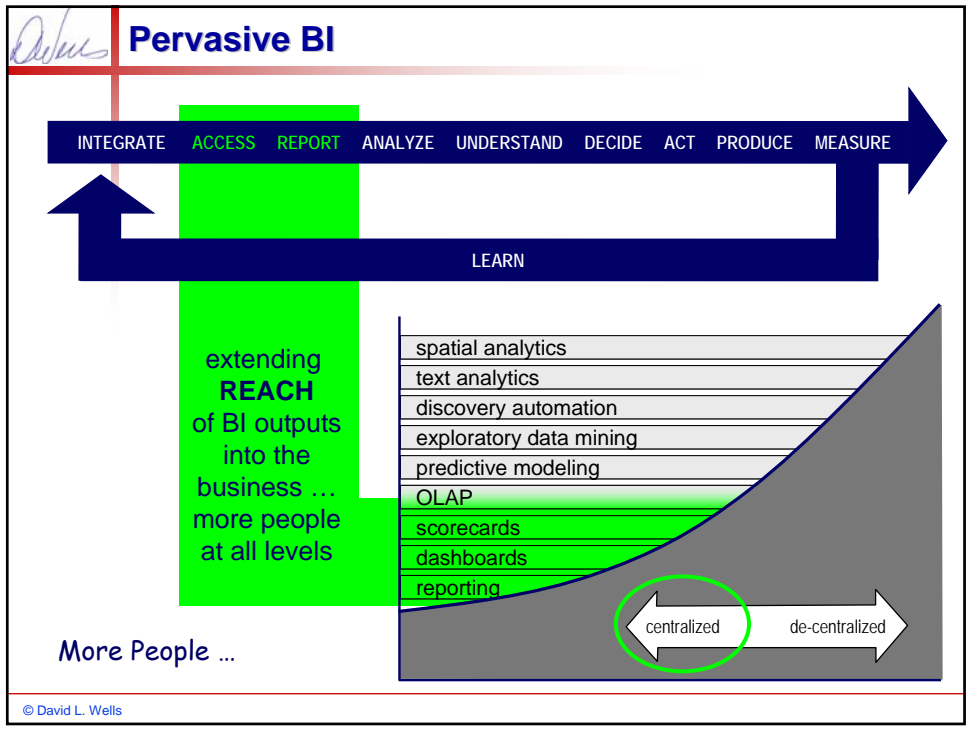 Pervasive BI
INTEGRATE ACCESS REPORT ANALYZE UNDERSTAND DECIDE ACT PRODUCE MEASURE
LEARN
extending
REACH
of BI outputs
into the
business …
more people
at all levels
spatial analytics
text analytics
discovery automation
exploratory data mining
predictive modeling
OLAP
scorecards
dashboards
reporting
centralized
de-centralized
More People …
© David L. Wells